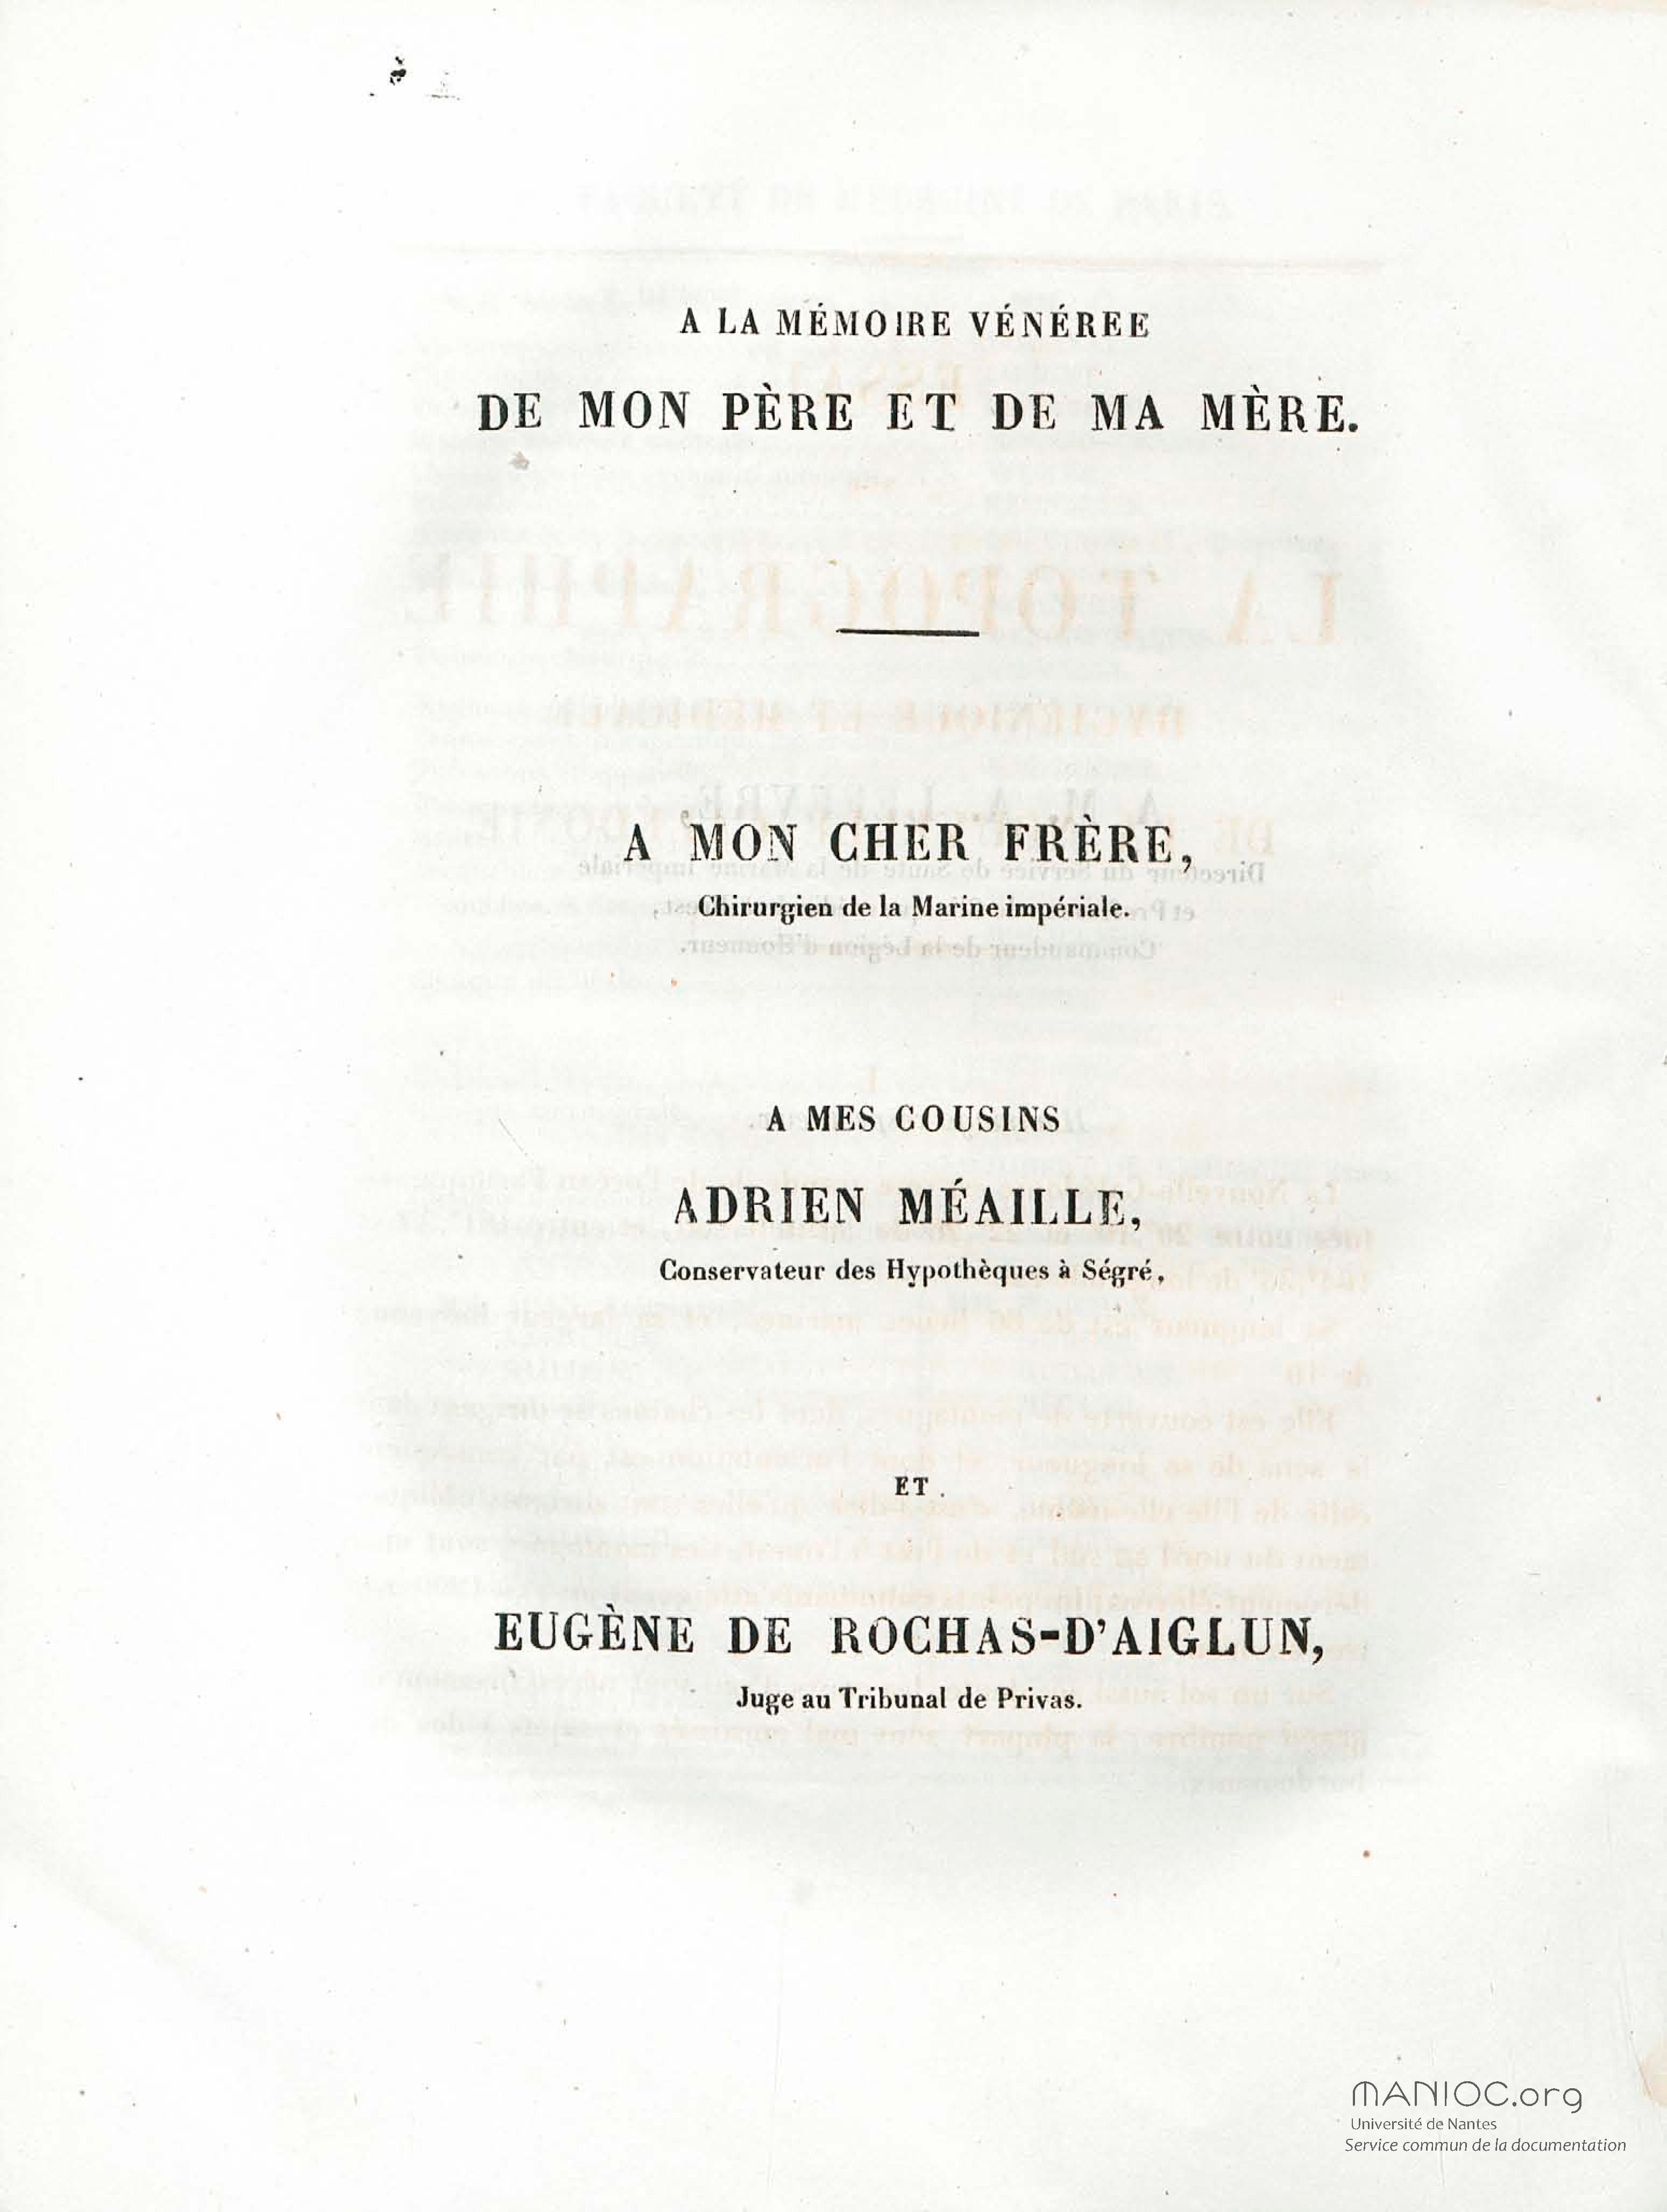 A LA MÉMOIRE VÉNÉREE
DE MON PÈRE ET DE MA MÈRE.
A MON CHER FRÈRE,
Chirurgien de la Marine impériale.
A MES COUSINS
ADRIEN MÉAILLE,
Conservateur des Hypothèques à Ségré,
ET
EUGÈNE DE ROCHAS-D'AIGLUN,
Juge au Tribunal de Privas.
MANIOC.org
Université de Nantes
Service commun de la documentation